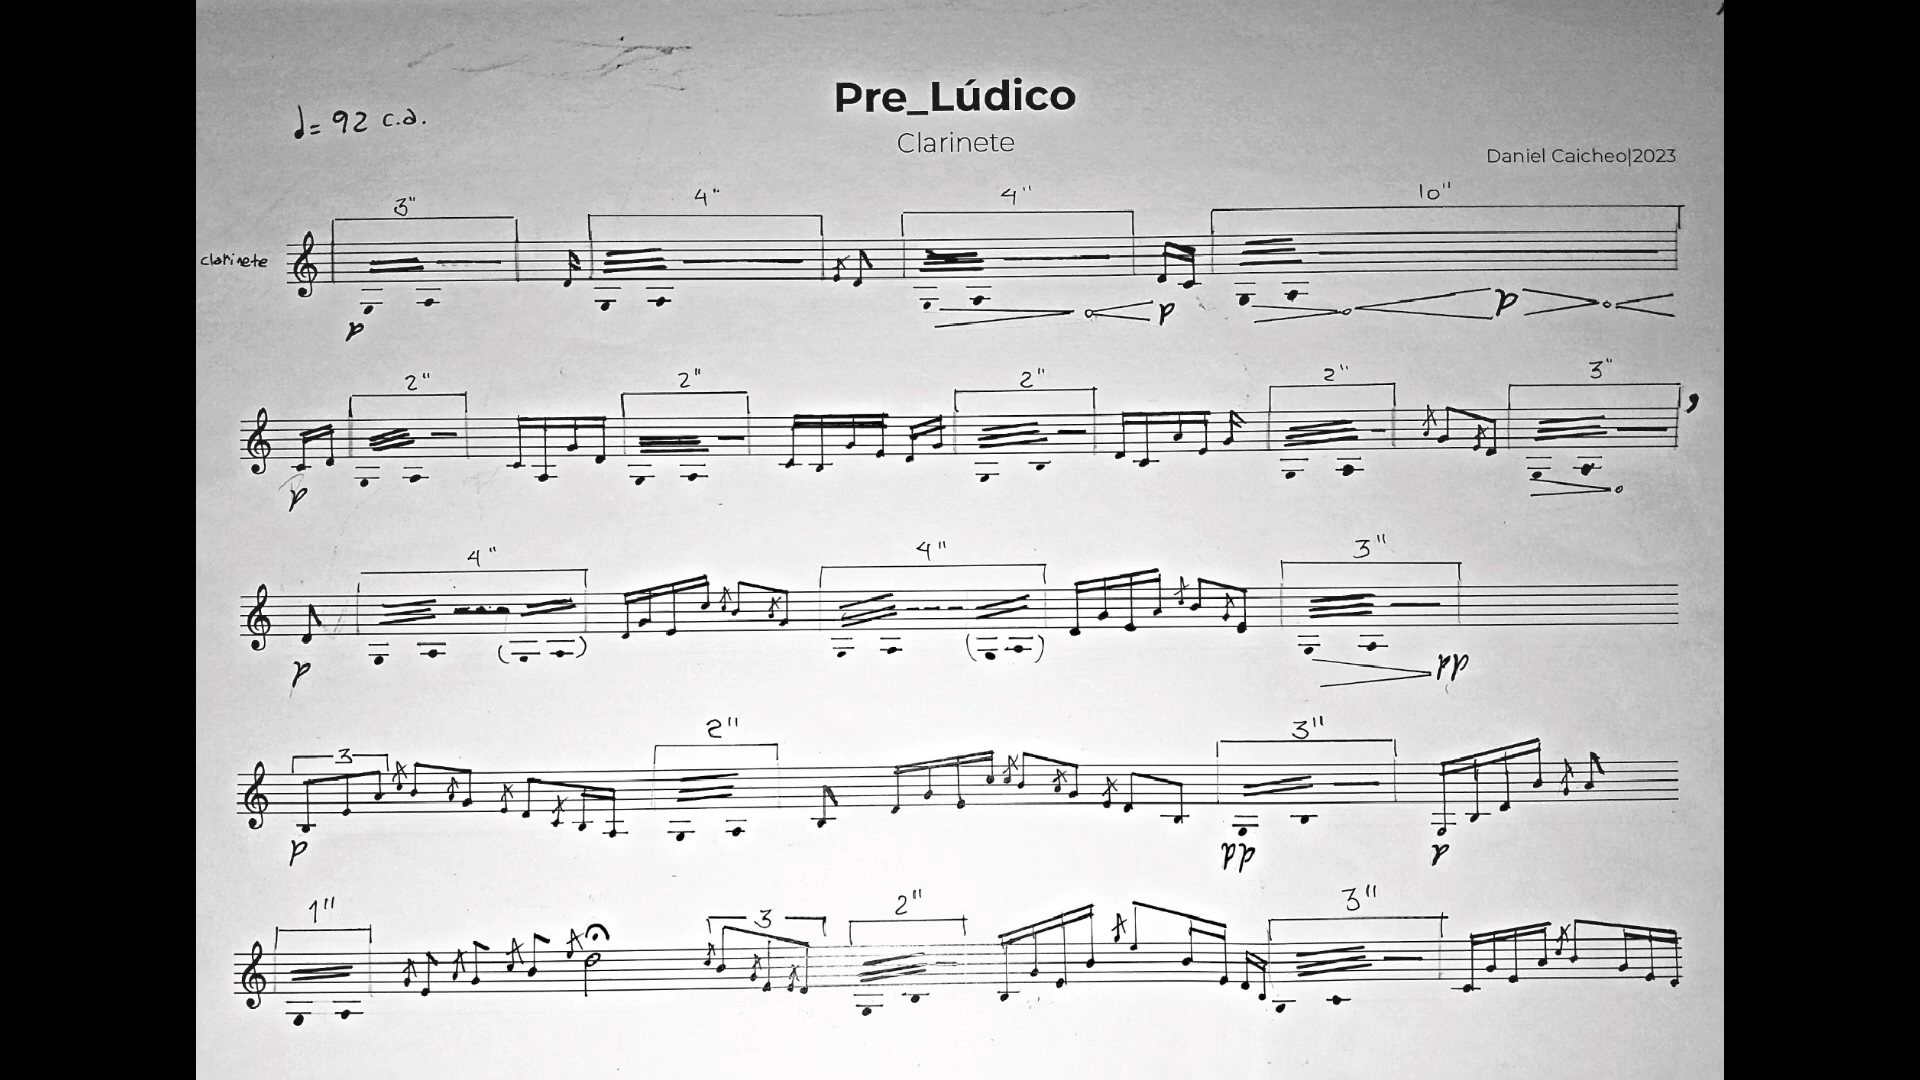 Pre_Lúdico
♩= 92 c.a.
Clarinete
Daniel Caicheo|2023
3" 4" 4" 10"
clarinete
p p p
2" 2" 2" 2" 3"
p
4" 4" 3"
p pp
3 2" 3"
p pp p
1" 3 2" 3"